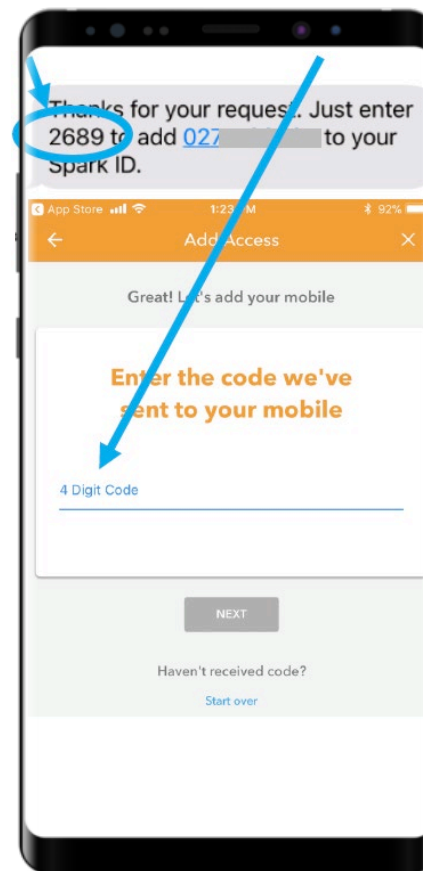 Thanks for your request. Just enter
2689 to add 027 to your
Spark ID.
App Store 1:23 M 92%
Add Access
Great! Let's add your mobile
Enter the code we've
sent to your mobile
4 Digit Code
NEXT
Haven't received code?
Start over